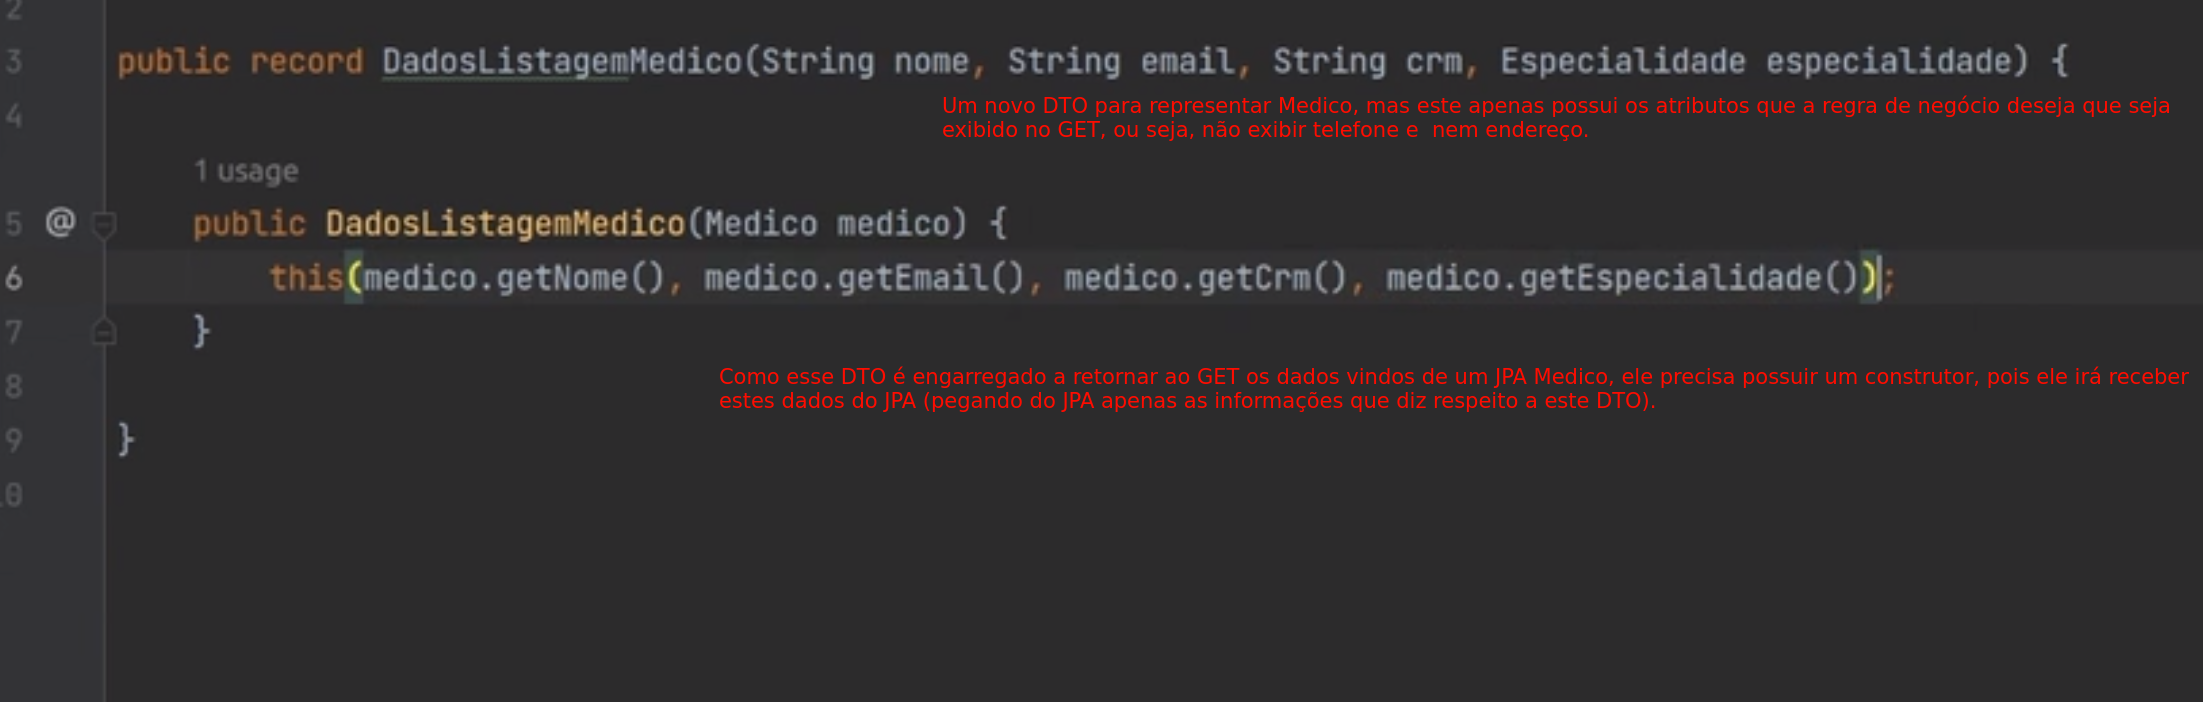 2
3 public record DadosListagemMedico(String nome, String email, String crm, Especialidade especialidade) {
Um novo DTO para representar Medico, mas este apenas possui os atributos que a regra de negócio deseja que seja
4
exibido no GET, ou seja, não exibir telefone e  nem endereço.
1 usage
5 @ public DadosListagemMedico(Medico medico) {
6 this(medico.getNome(), medico.getEmail(), medico.getCrm(), medico.getEspecialidade());
7 }
Como esse DTO é engarregado a retornar ao GET os dados vindos de um JPA Medico, ele precisa possuir um construtor, pois ele irá receber
8
estes dados do JPA (pegando do JPA apenas as informações que diz respeito a este DTO).
9 }
10